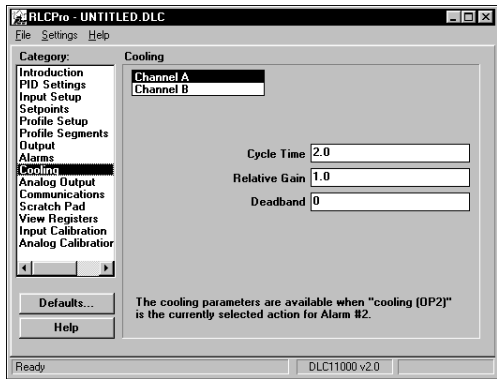 RLCPro - UNTITLED.DLC
File Settings Help
Category:
Introduction
PID Settings
Input Setup
Setpoints
Profile Setup
Profile Segments
Output
Alarms
Cooling
Analog Output
Communications
Scratch Pad
View Registers
Input Calibration
Analog Calibration
Defaults...
Help
Cooling
Channel A
Channel B
Cycle Time 2.0
Relative Gain 1.0
Deadband 0
The cooling parameters are available when "cooling (OP2)"
is the currently selected action for Alarm #2.
Ready
DLC11000 v2.0